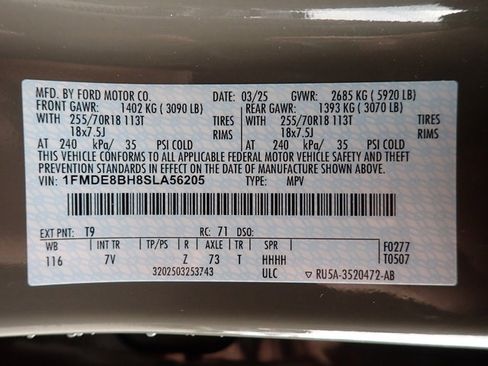 MFD. BY FORD MOTOR CO. DATE: 03/25 GVWR: 2685 KG ( 5920 LB)
FRONT GAWR: 1402 KG ( 3090 LB) REAR GAWR: 1393 KG ( 3070 LB)
WITH 255/70R18 113T TIRES WITH 255/70R18 113T TIRES
18x7.5J RIMS 18x7.5J RIMS
AT 240 kPa/ 35 PSI COLD AT 240 kPa/ 35 PSI COLD
THIS VEHICLE CONFORMS TO ALL APPLICABLE FEDERAL MOTOR VEHICLE SAFETY AND THEFT
PREVENTION STANDARDS IN EFFECT ON THE DATE OF MANUFACTURE SHOWN ABOVE.
VIN: 1FMDE8BH8SLA56205 TYPE: MPV
EXT PNT: T9 RC: 71 DSO:
WB INT TR TP/PS R AXLE TR SPR F0277
116 7V Z 73 T HHHH T0507
3202503253743 ULC ▽ RU5A-3520472-AB